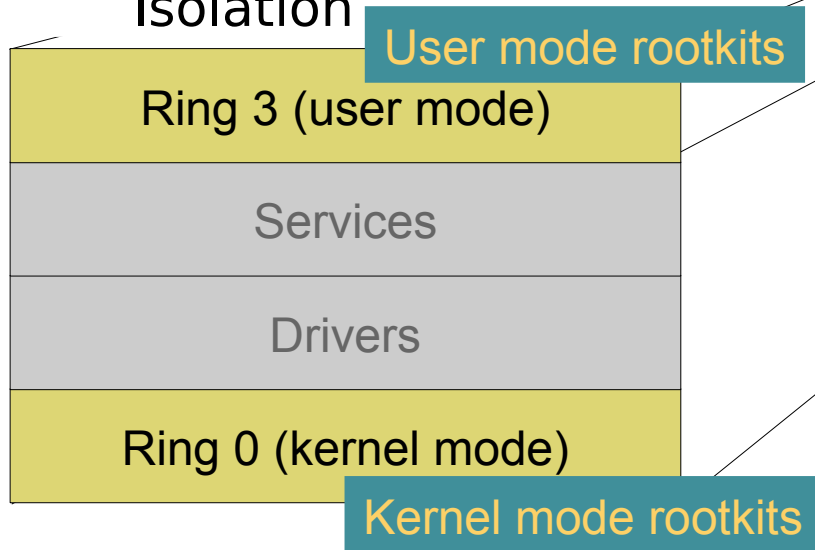 Isolation
User mode rootkits
Ring 3 (user mode)
Services
Drivers
Ring 0 (kernel mode)
Kernel mode rootkits